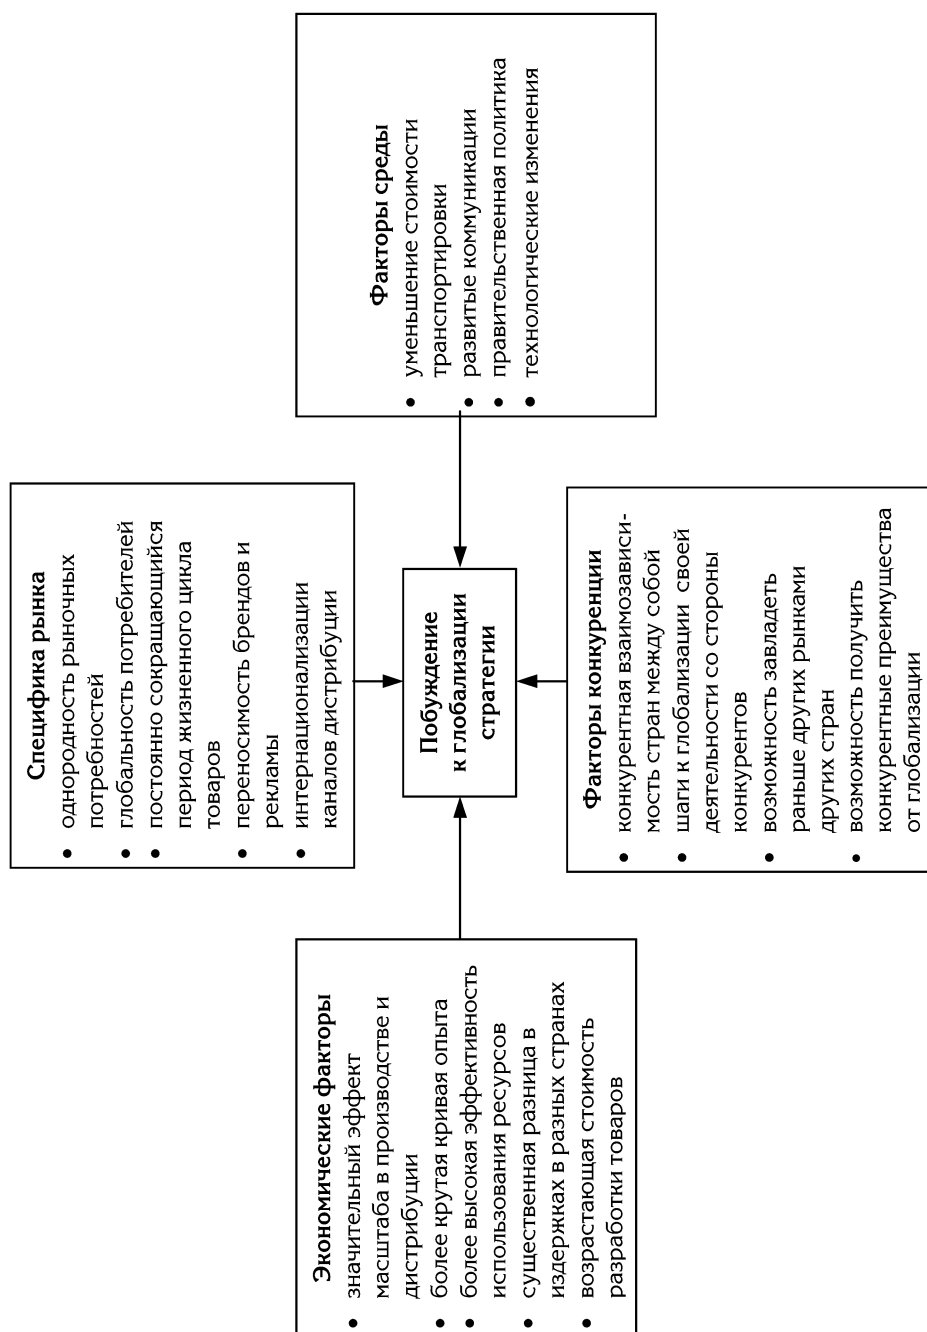 Специфика рынка
• однородность рыночных
потребностей
• глобальность потребителей
• постоянно сокращающийся
период жизненного цикла
товаров
• переносимость брендов и
рекламы
• интернационализации
каналов дистрибуции
Экономические факторы
• значительный эффект
масштаба в производстве и
дистрибуции
• более крутая кривая опыта
• более высокая эффективность
использования ресурсов
• существенная разница в
издержках в разных странах
• возрастающая стоимость
разработки товаров
Побуждение
к глобализации
стратегии
Факторы среды
• уменьшение стоимости
транспортировки
• развитые коммуникации
• правительственная политика
• технологические изменения
Факторы конкуренции
• конкурентная взаимозависи-
мость стран между собой
• шаги к глобализации своей
деятельности со стороны
конкурентов
• возможность завладеть
раньше других рынками
других стран
• возможность получить
конкурентные преимущества
от глобализации